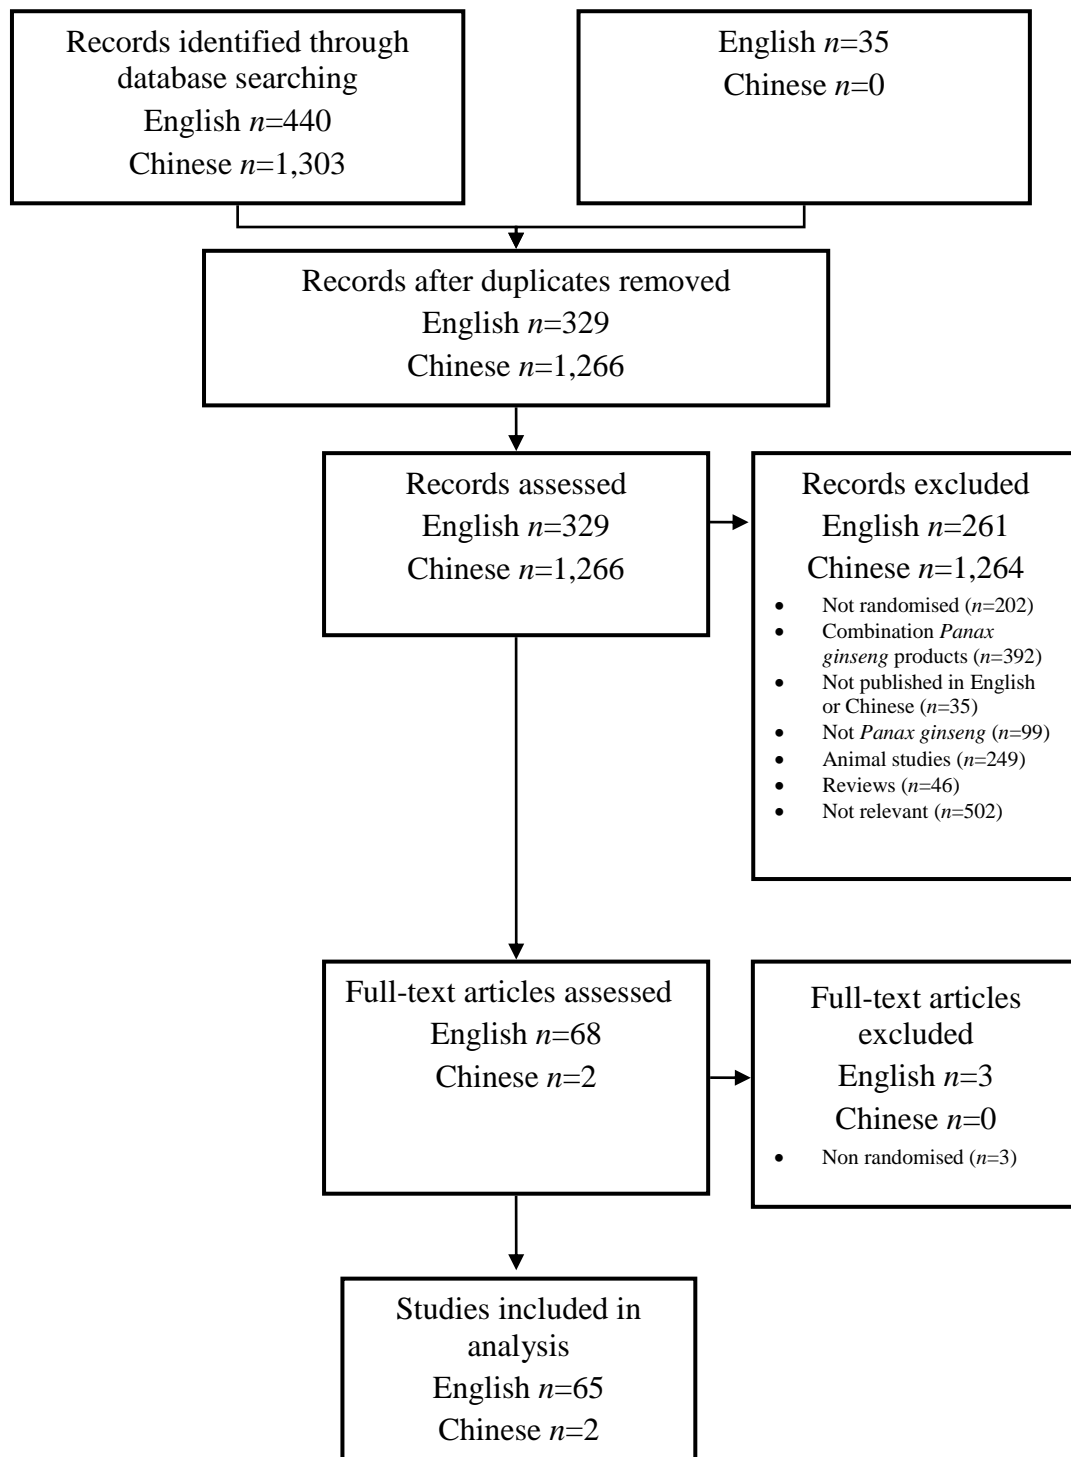 Records identified through
database searching
English n=440
Chinese n=1,303
English n=35
Chinese n=0
Records after duplicates removed
English n=329
Chinese n=1,266
Records assessed
English n=329
Chinese n=1,266
Records excluded
English n=261
Chinese n=1,264
• Not randomised (n=202)
• Combination Panax
ginseng products (n=392)
• Not published in English
or Chinese (n=35)
• Not Panax ginseng (n=99)
• Animal studies (n=249)
• Reviews (n=46)
• Not relevant (n=502)
Full-text articles assessed
English n=68
Chinese n=2
Full-text articles
excluded
English n=3
Chinese n=0
• Non randomised (n=3)
Studies included in
analysis
English n=65
Chinese n=2